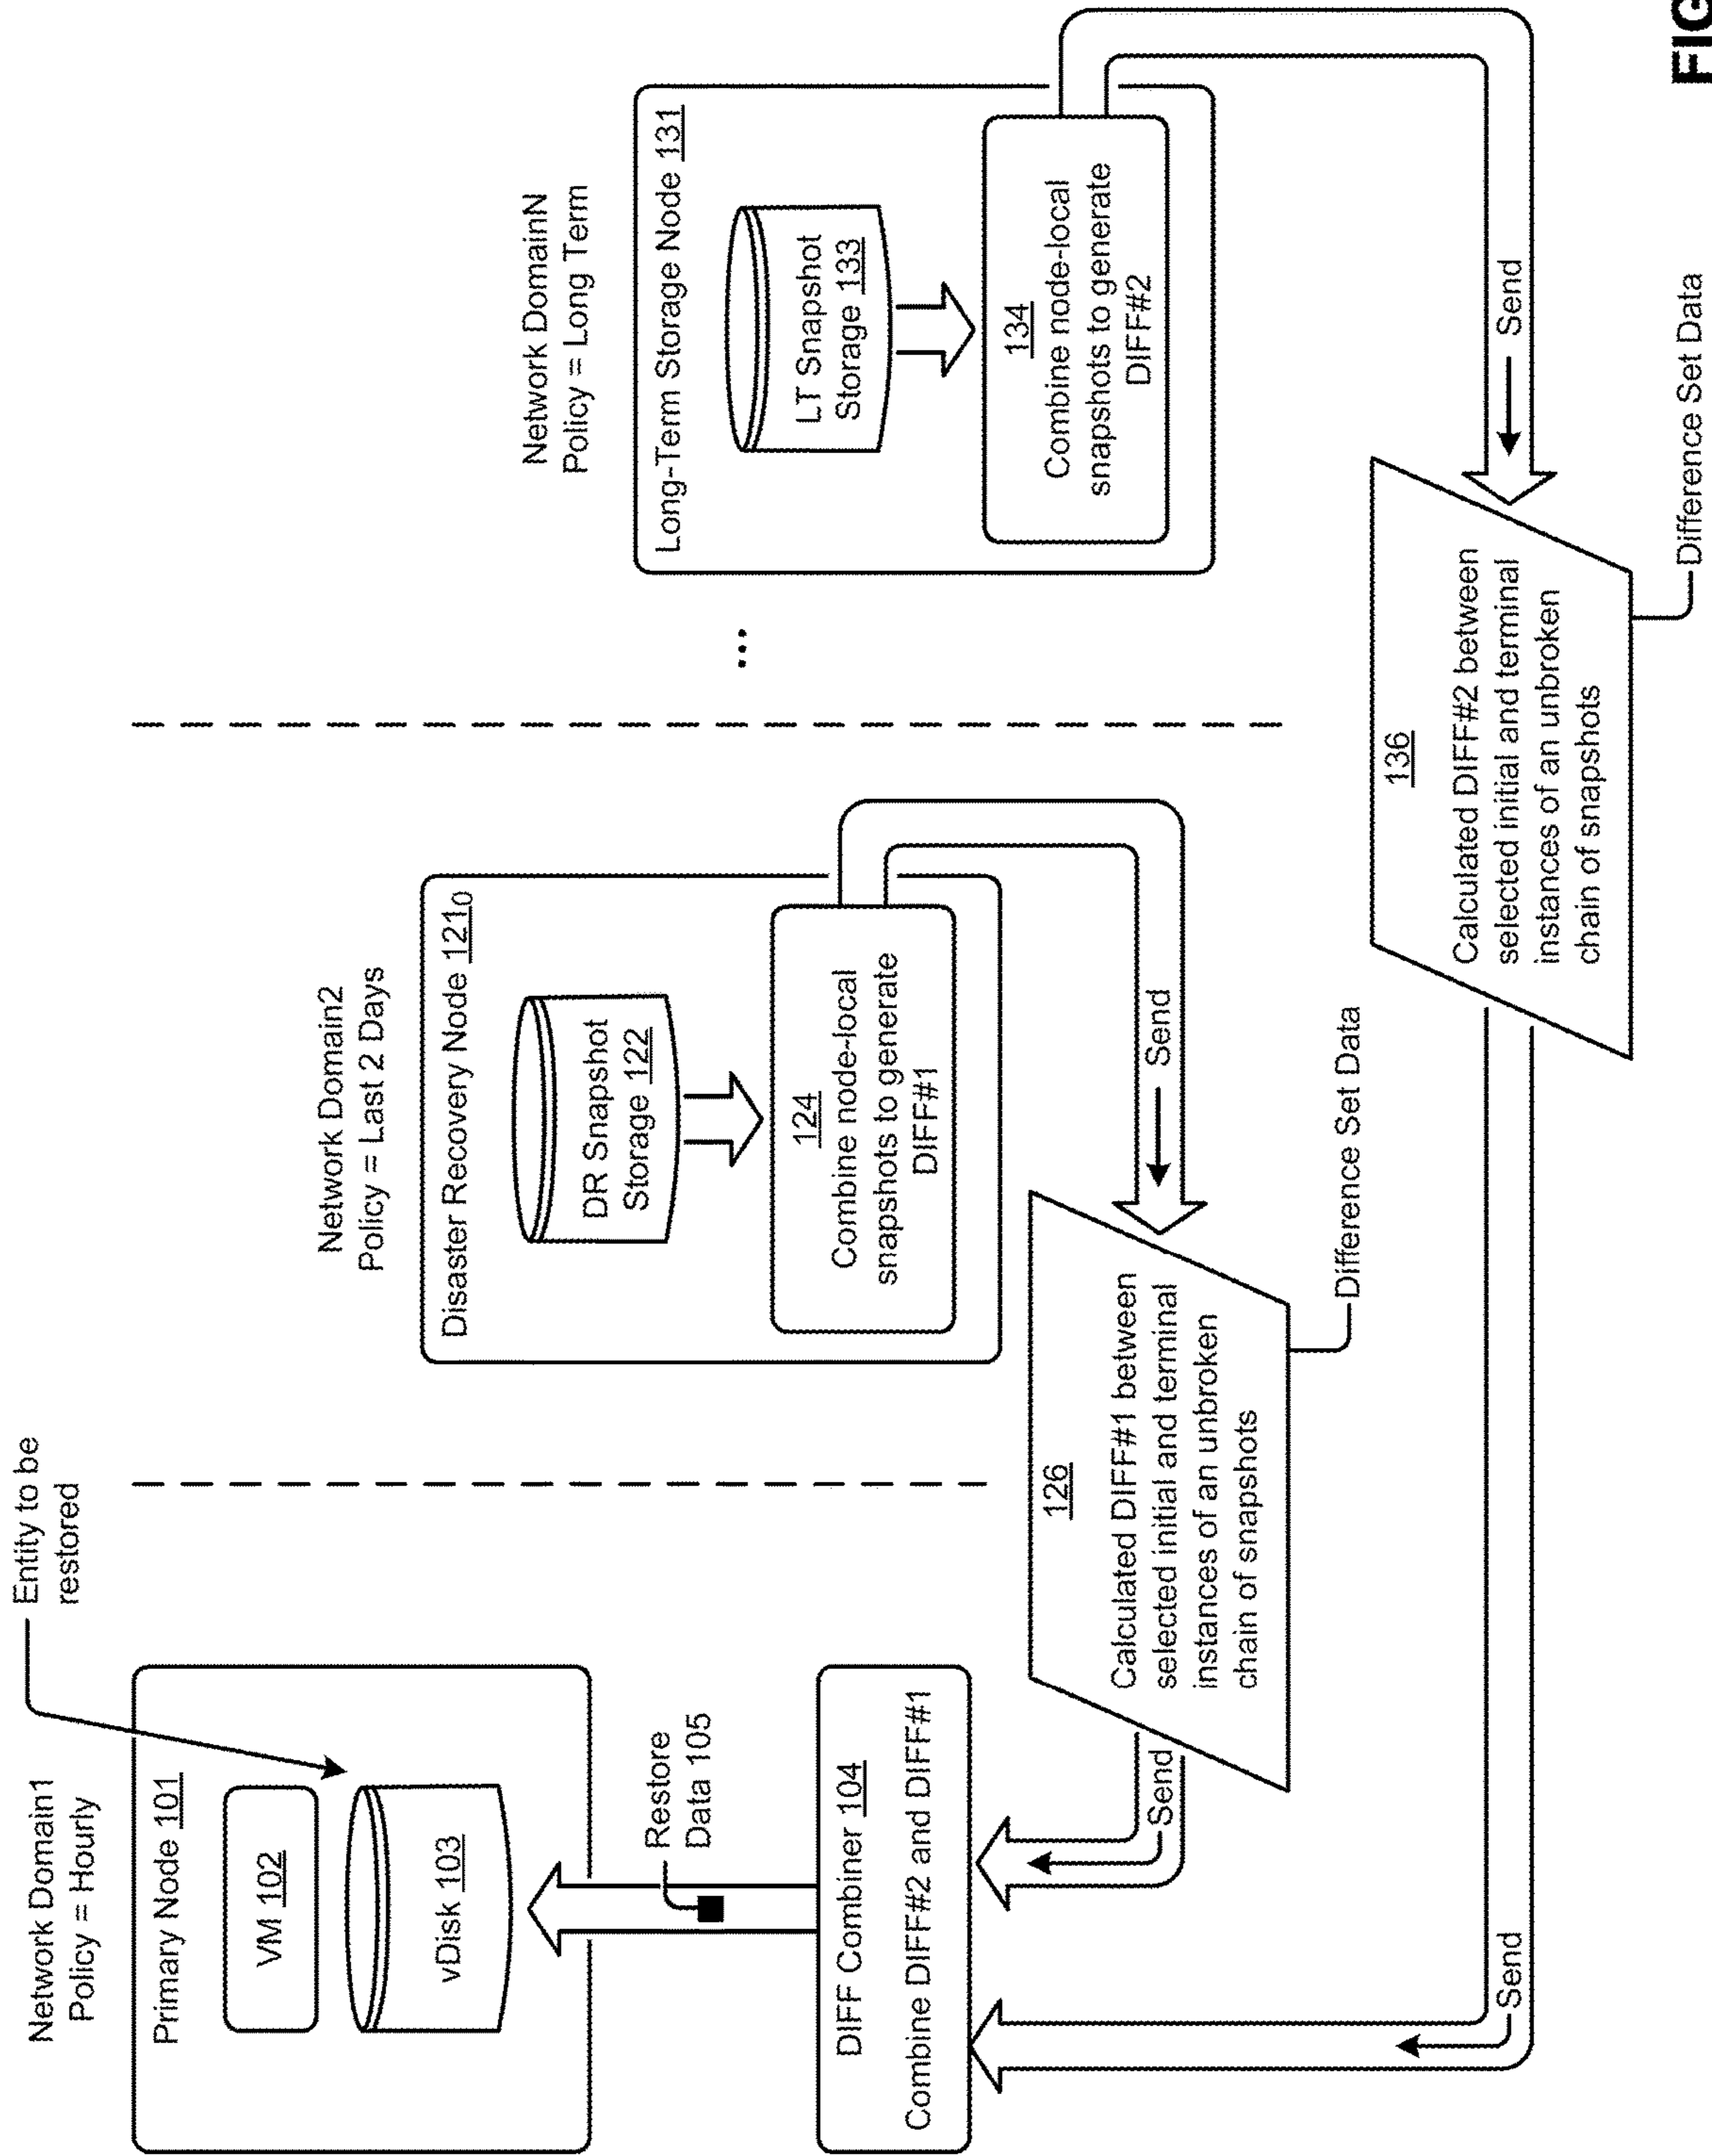 Entity to be
restored
Network Domain1
Policy = Hourly
Primary Node 101
VM 102
vDisk 103
Restore
Data 105
DIFF Combiner 104
Combine DIFF#2 and DIFF#1
Send
Send
Network Domain2
Policy = Last 2 Days
Disaster Recovery Node 121₀
DR Snapshot
Storage 122
124
Combine node-local
snapshots to generate
DIFF#1
Send
126
Calculated DIFF#1 between
selected initial and terminal
instances of an unbroken
chain of snapshots
Difference Set Data
...
Network DomainN
Policy = Long Term
Long-Term Storage Node 131
LT Snapshot
Storage 133
134
Combine node-local
snapshots to generate
DIFF#2
Send
136
Calculated DIFF#2 between
selected initial and terminal
instances of an unbroken
chain of snapshots
Difference Set Data